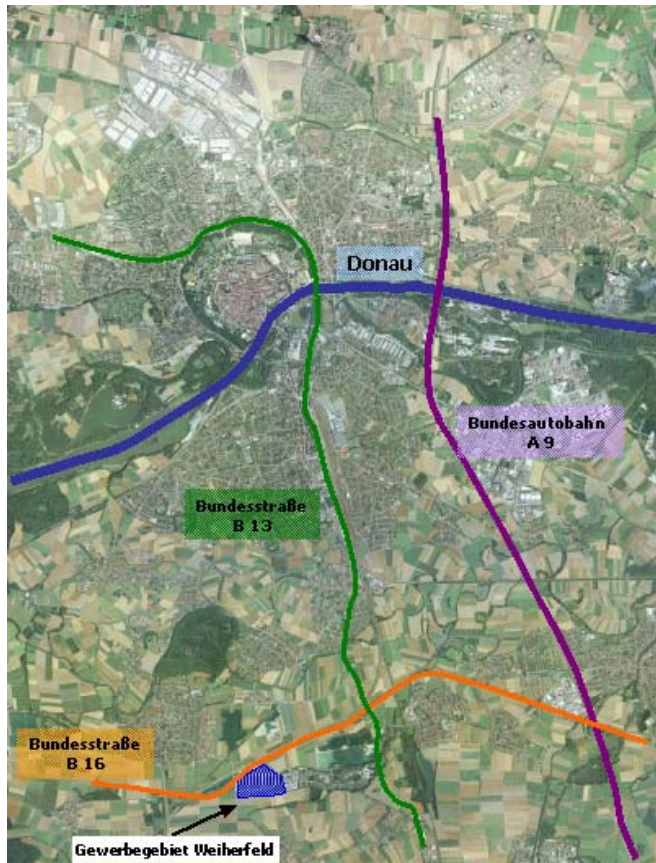 Donau
Bundesautobahn
A 9
Bundesstraße
B 13
Bundesstraße
B 16
Gewerbegebiet Weiherfeld